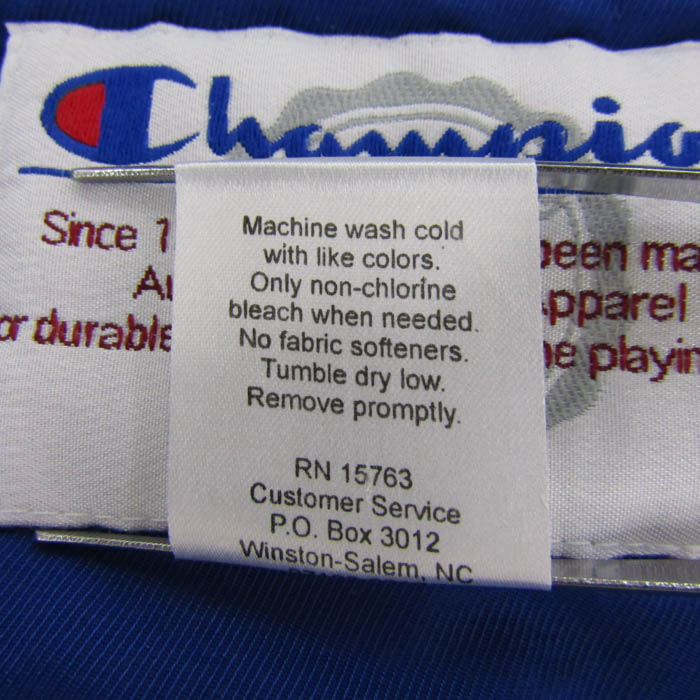 Champio
Since 1
been ma
pparel
or durable
playin
Machine wash cold
with like colors.
Only non-chlorine
bleach when needed.
No fabric softeners.
Tumble dry low.
Remove promptly.
RN 15763
Customer Service
P.O. Box 3012
Winston-Salem, NC